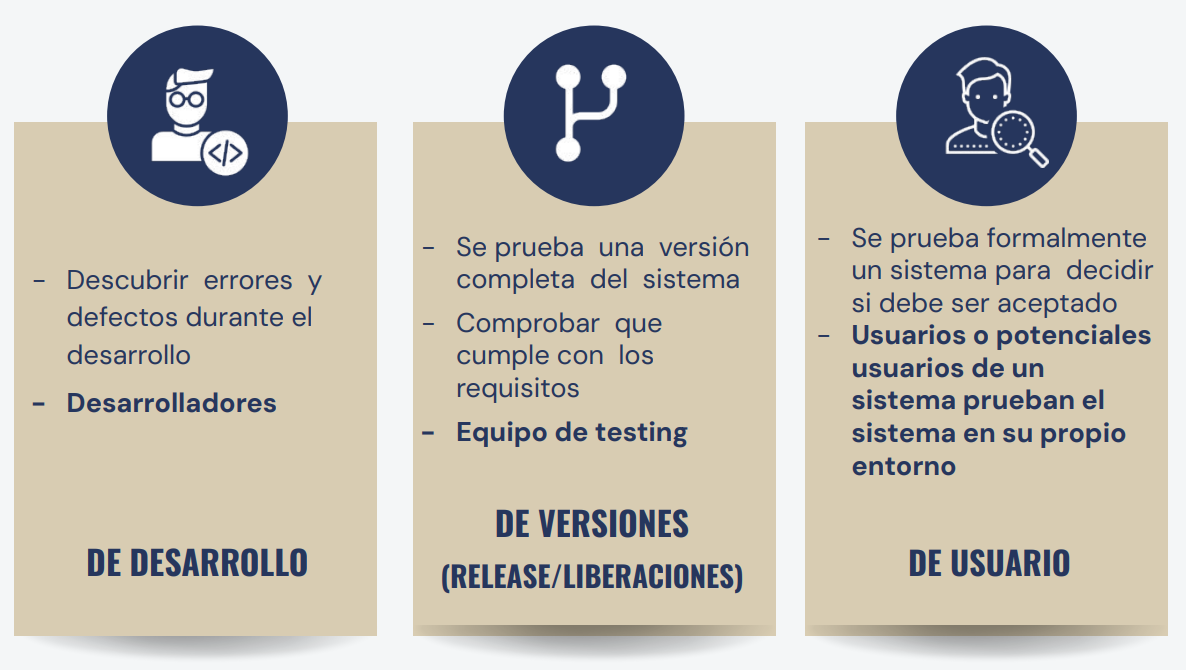 - Descubrir errores y
defectos durante el
desarrollo
- Desarrolladores
DE DESARROLLO
- Se prueba una versión
completa del sistema
- Comprobar que
cumple con los
requisitos
- Equipo de testing
DE VERSIONES
(RELEASE/LIBERACIONES)
- Se prueba formalmente
un sistema para decidir
si debe ser aceptado
- Usuarios o potenciales
usuarios de un
sistema prueban el
sistema en su propio
entorno
DE USUARIO